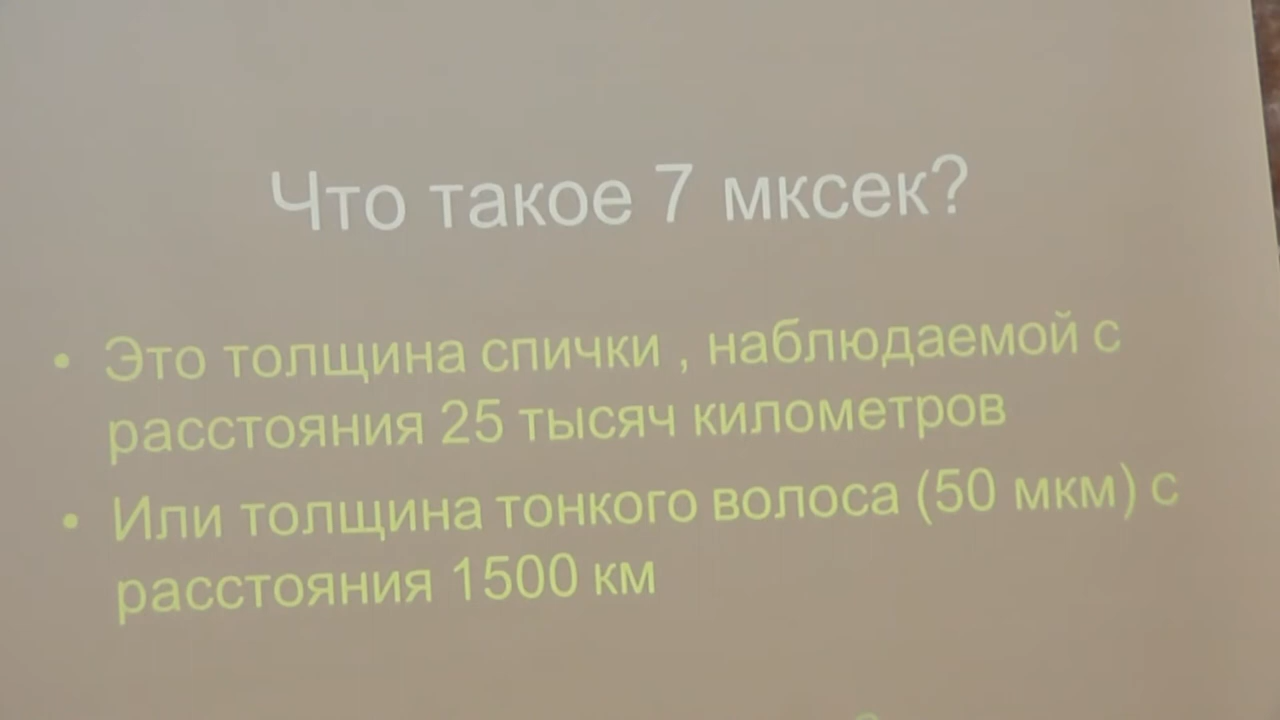 Что такое 7 мксек?
• Это толщина спички , наблюдаемой с
расстояния 25 тысяч километров
• Или толщина тонкого волоса (50 мкм) с
расстояния 1500 км